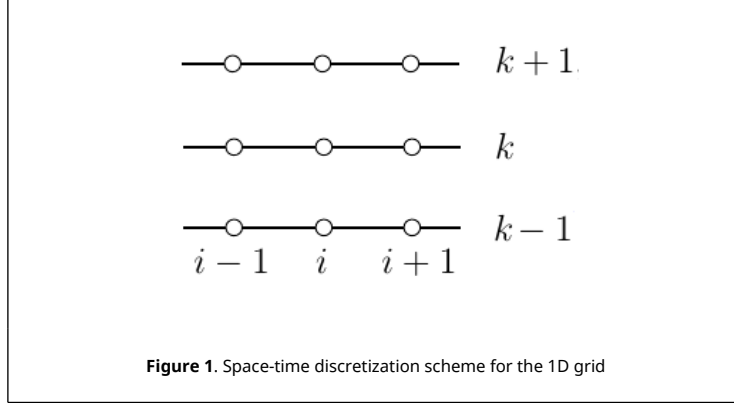 k + 1
k
k − 1
i − 1 i i + 1
Figure 1. Space-time discretization scheme for the 1D grid